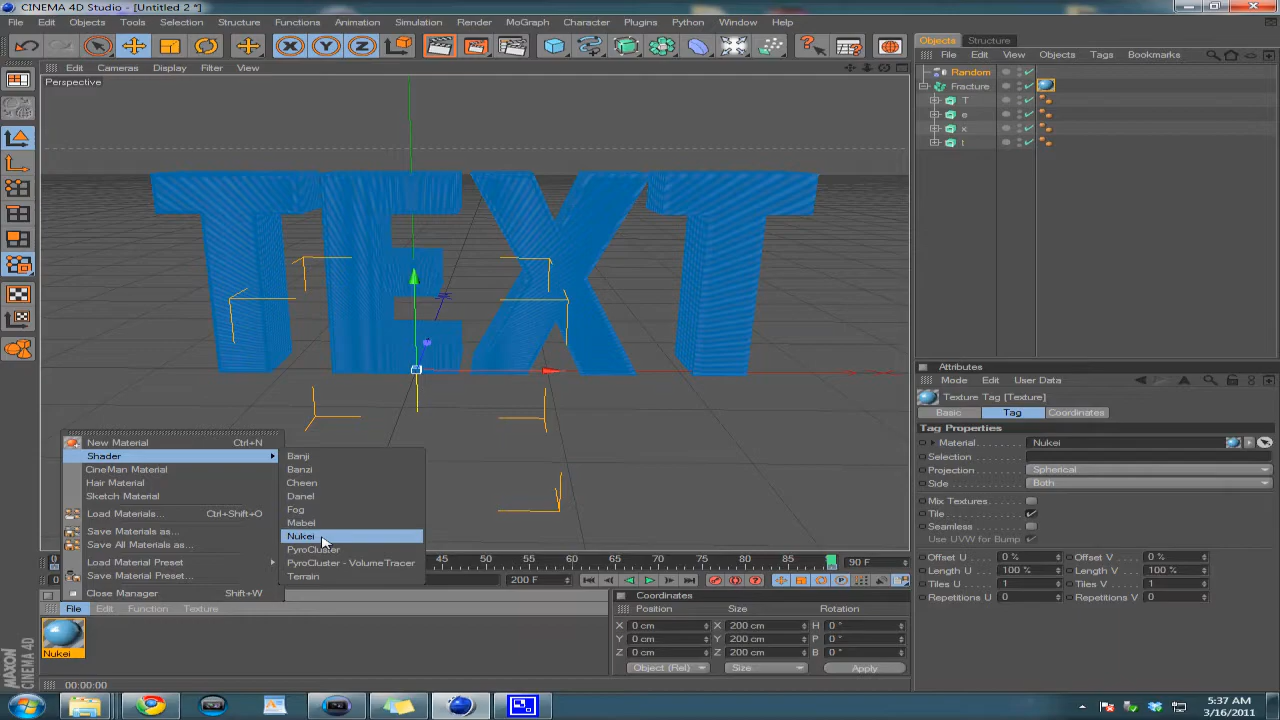 CINEMA 4D Studio - [Untitled 2 *]
File Edit Objects Tools Selection Structure Functions Animation Simulation Render MoGraph Character Plugins Python Window Help
Objects Structure
File Edit View Objects Tags Bookmarks
Edit Cameras Display Filter View
Perspective
Random
Fracture
T
e
x
t
TEXT
Attributes
Mode Edit User Data
Texture Tag [Texture]
Basic Tag Coordinates
Tag Properties
Material Nukei
Selection
Projection Spherical
Side Both
Mix Textures
Tile
Seamless
Use UVW for Bump
Offset U 0 % Offset V 0 %
Length U 100 % Length V 100 %
Tiles U 1 Tiles V 1
Repetitions U 0 Repetitions V 0
New Material Ctrl+N
Shader
CineMan Material
Hair Material
Sketch Material
Load Materials... Ctrl+Shift+O
Save Materials as...
Save All Materials as...
Load Material Preset
Save Material Preset...
Close Manager Shift+W
Banji
Banzi
Cheen
Danel
Fog
Mabel
Nukei
PyroCluster
PyroCluster - VolumeTracer
Terrain
45 50 55 60 65 70 75 80 85 90 F
200 F
File Edit Function Texture
Nukei
Coordinates
Position Size Rotation
X 0 cm X 200 cm H 0 °
Y 0 cm Y 200 cm P 0 °
Z 0 cm Z 200 cm B 0 °
Object (Rel) Size Apply
MAXON
CINEMA 4D
00:00:00
5:37 AM
3/16/2011